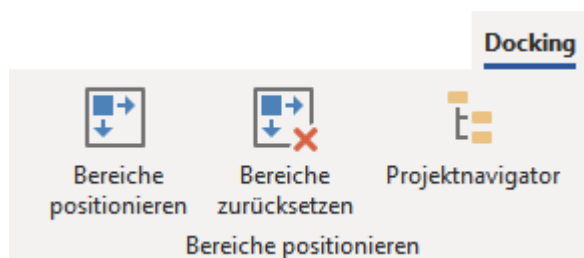 Docking
Bereiche
positionieren
Bereiche
zurücksetzen
Projektnavigator
Bereiche positionieren